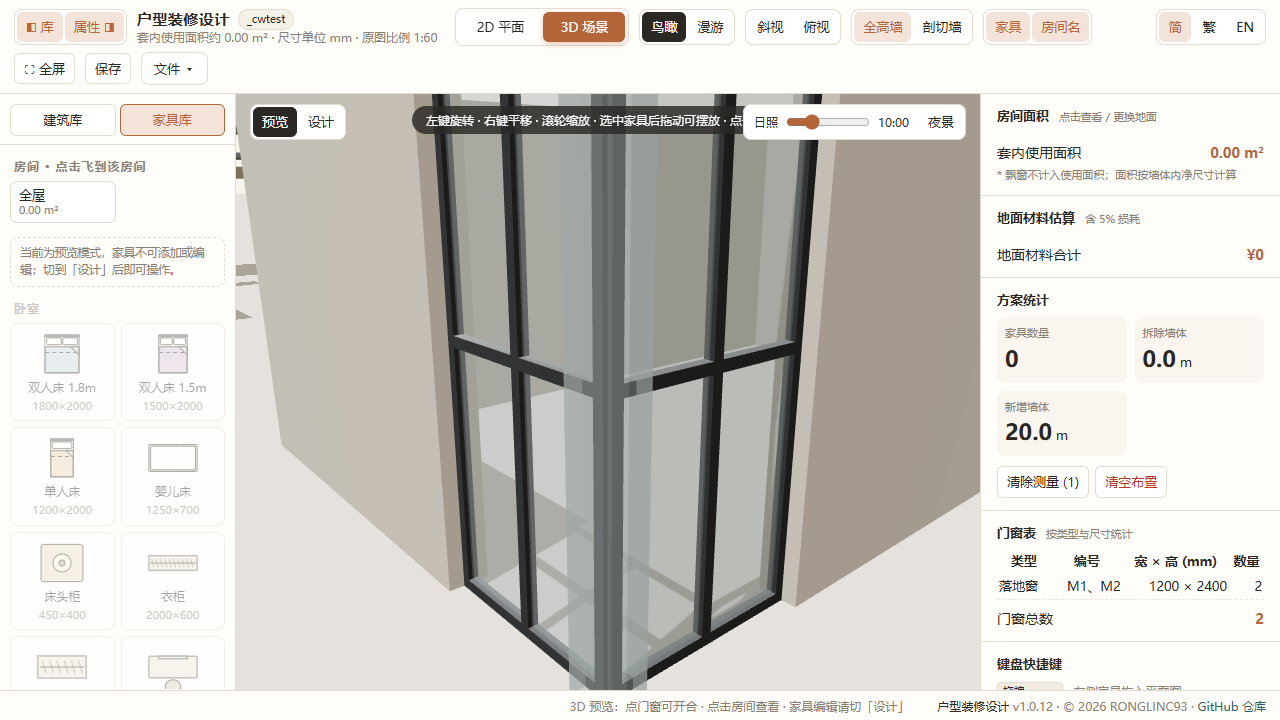 库 属性
户型装修设计 _cwtest
套内使用面积约 0.00 m² · 尺寸单位 mm · 原图比例 1:60
2D 平面 3D 场景
鸟瞰 漫游
斜视 俯视
全高墙 剖切墙
家具 房间名
简 繁 EN
全屏 保存 文件
建筑库 家具库
房间 · 点击飞到该房间
全屋
0.00 m²
当前为预览模式，家具不可添加或编
辑；切到「设计」后即可操作。
卧室
双人床 1.8m
1800×2000
双人床 1.5m
1500×2000
单人床
1200×2000
婴儿床
1250×700
床头柜
450×400
衣柜
2000×600
预览 设计
左键旋转 · 右键平移 · 滚轮缩放 · 选中家具后拖动可摆放 · 点
日照 10:00 夜景
房间面积 点击查看 / 更换地面
套内使用面积 0.00 m²
* 飘窗不计入使用面积；面积按墙体内净尺寸计算
地面材料估算 含 5% 损耗
地面材料合计 ¥0
方案统计
家具数量
0
拆除墙体
0.0 m
新增墙体
20.0 m
清除测量 (1) 清空布置
门窗表 按类型与尺寸统计
类型 编号 宽 × 高 (mm) 数量
落地窗 M1、M2 1200 × 2400 2
门窗总数 2
键盘快捷键
3D 预览：点门窗可开合 · 点击房间查看 · 家具编辑请切「设计」
户型装修设计 v1.0.12 · © 2026 RONGLINC93 · GitHub 仓库